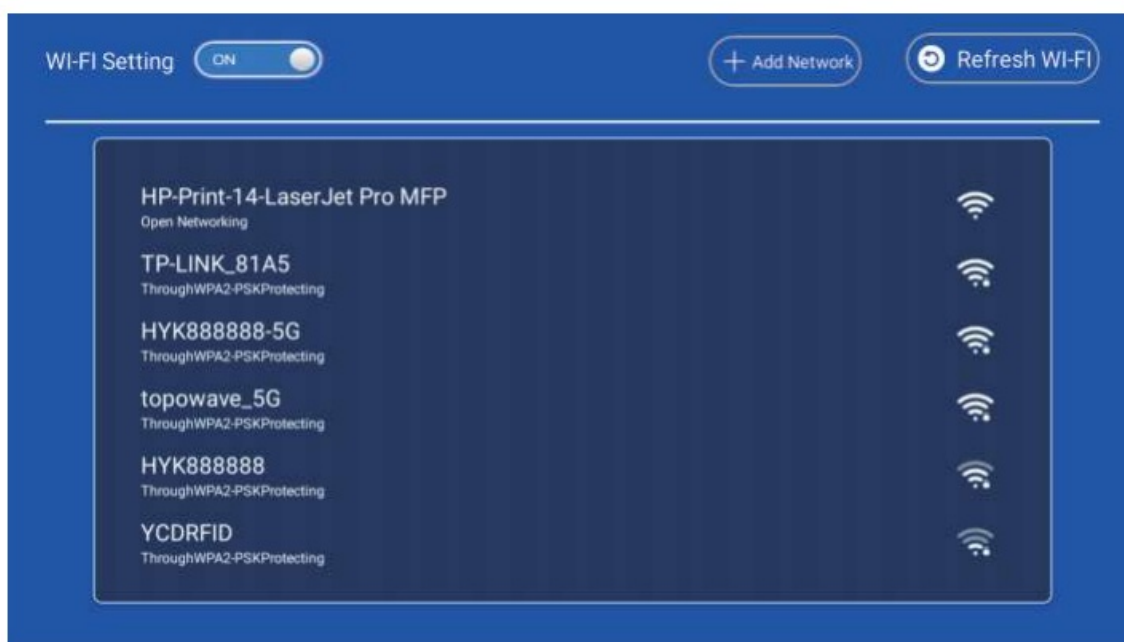 WI-FI Setting ON + Add Network Refresh WI-FI
HP-Print-14-LaserJet Pro MFP
Open Networking
TP-LINK_81A5
ThroughWPA2-PSKProtecting
HYK888888-5G
ThroughWPA2-PSKProtecting
topowave_5G
ThroughWPA2-PSKProtecting
HYK888888
ThroughWPA2-PSKProtecting
YCDRFID
ThroughWPA2-PSKProtecting